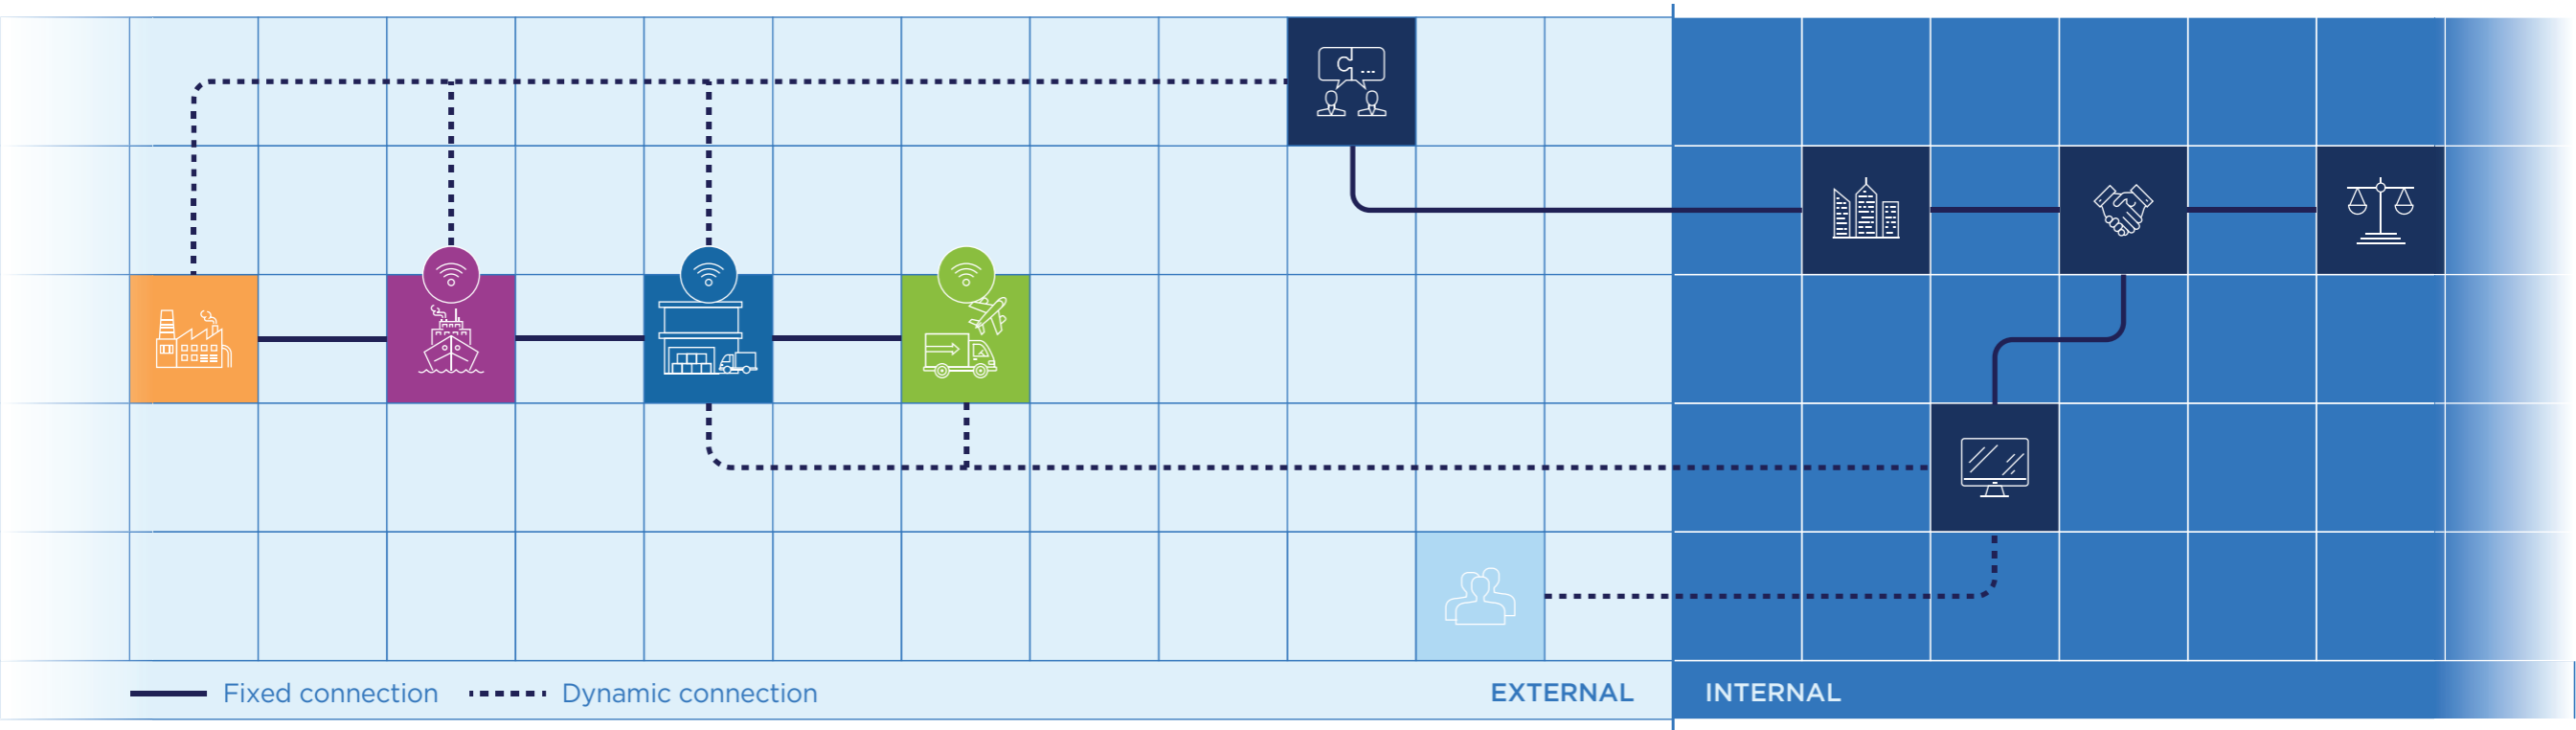 Fixed connection
Dynamic connection
EXTERNAL
INTERNAL